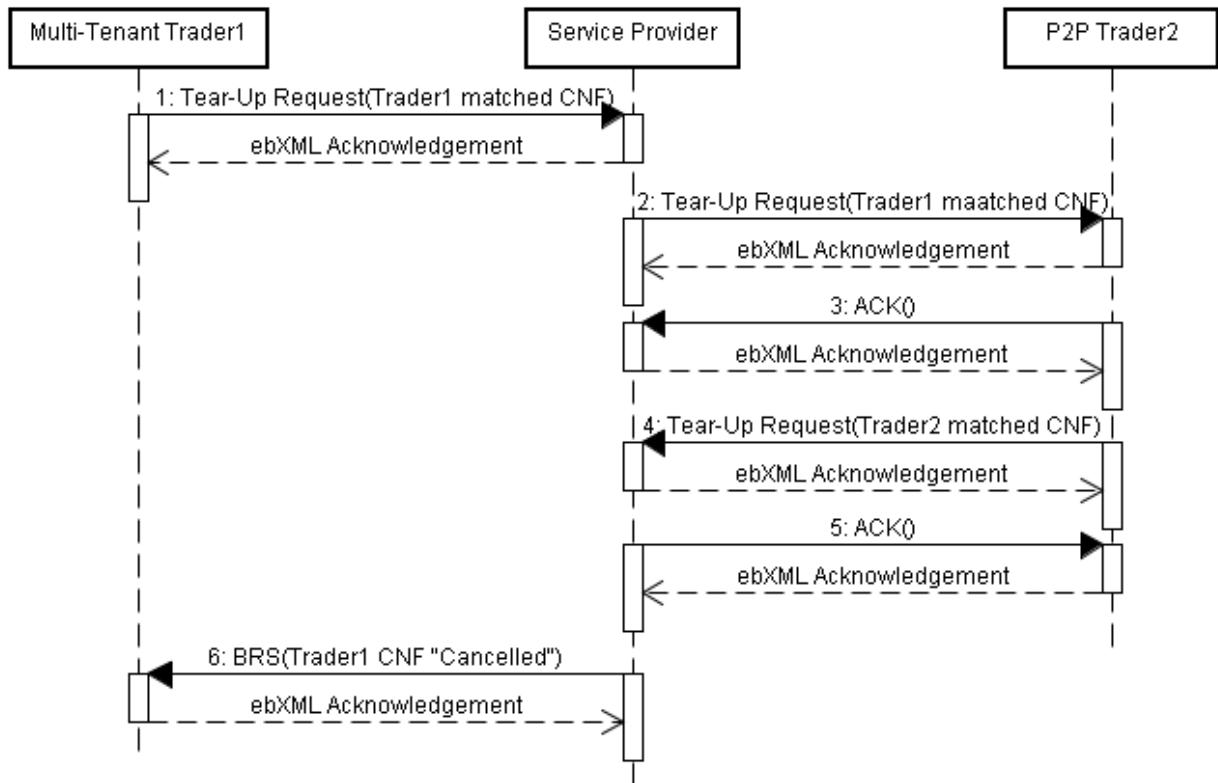 Multi-Tenant Trader1
Service Provider
P2P Trader2
1: Tear-Up Request(Trader1 matched CNF)
ebXML Acknowledgement
2: Tear-Up Request(Trader1 maatched CNF)
ebXML Acknowledgement
3: ACK()
ebXML Acknowledgement
4: Tear-Up Request(Trader2 matched CNF)
ebXML Acknowledgement
5: ACK()
ebXML Acknowledgement
6: BRS(Trader1 CNF "Cancelled")
ebXML Acknowledgement